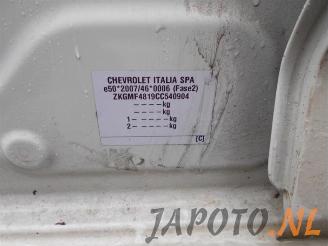 CHEVROLET ITALIA SPA
e50*2007/46*0006 (Fase2)
ZKGMF4819CC540904
-----kg
-----kg
1 -----kg
2 -----kg
[C]
JAPOTO.NL